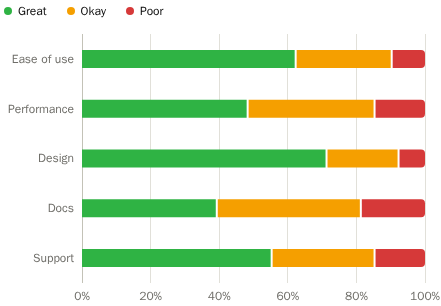 Great Okay Poor
Ease of use
Performance
Design
Docs
Support
0% 20% 40% 60% 80% 100%